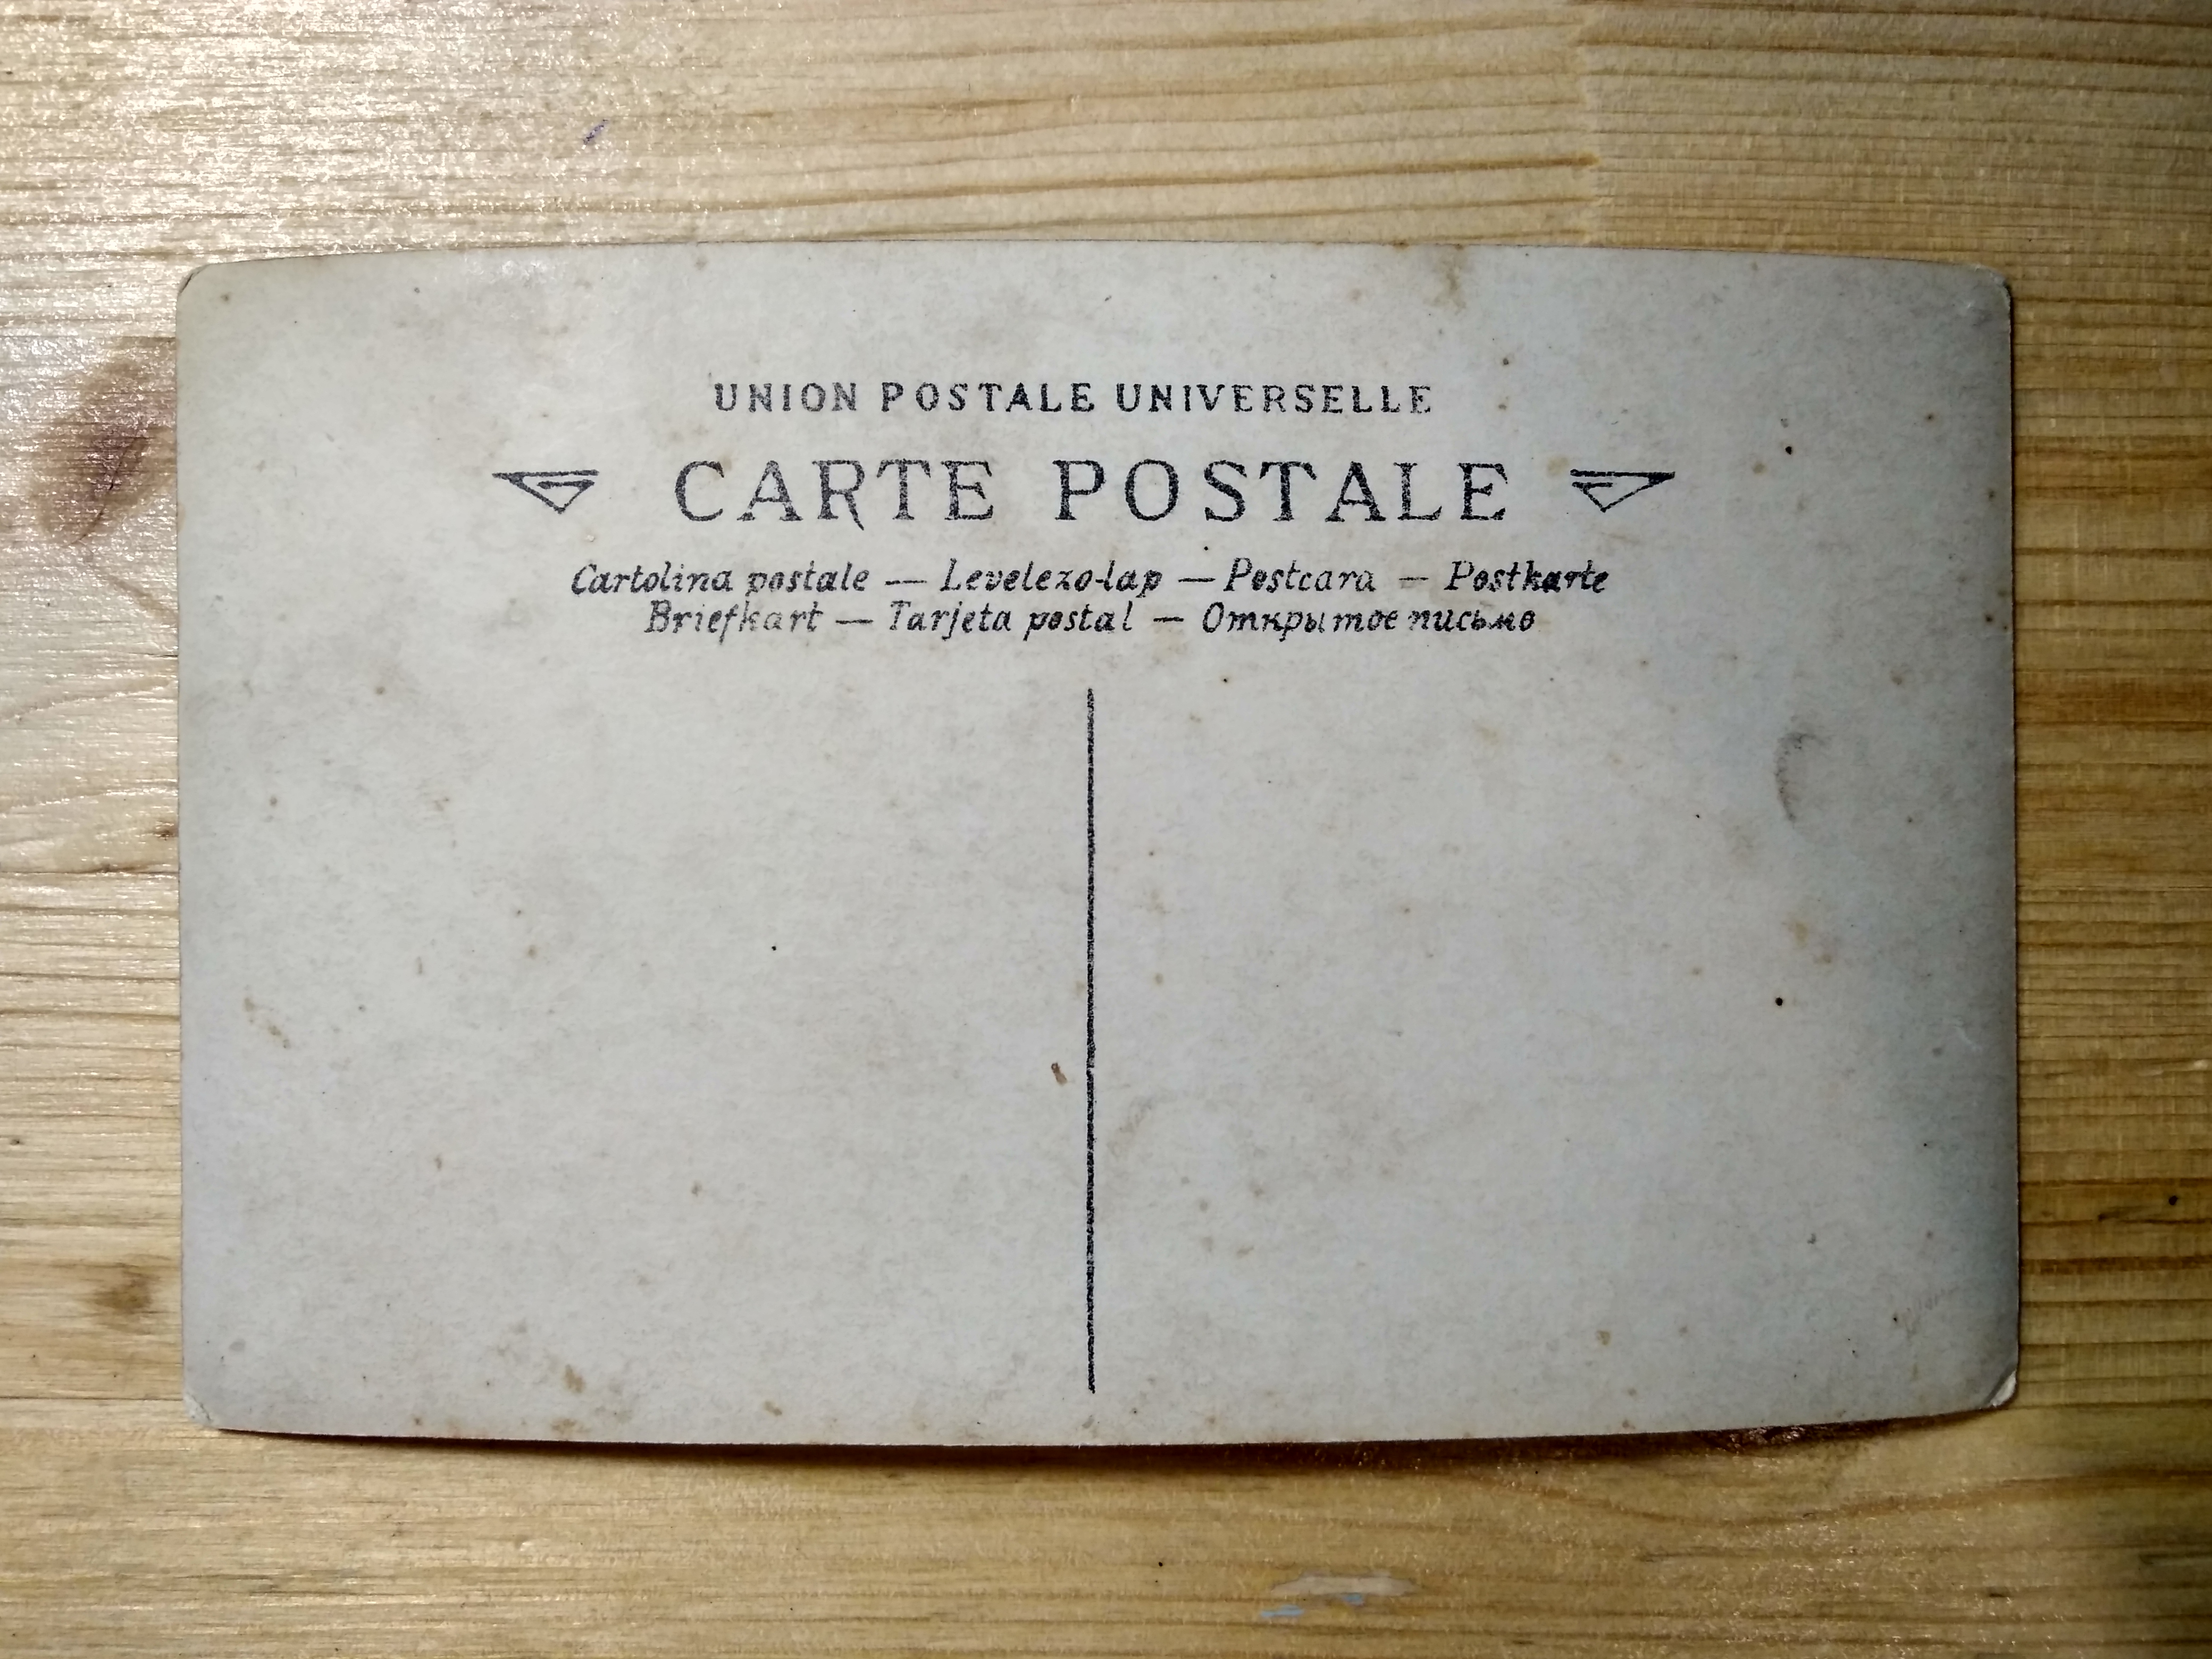 UNION POSTALE UNIVERSELLE
CARTE POSTALE
Cartolina postale — Levelezo-lap — Postcara — Postkarte
Briefkart — Tarjeta postal — Открытое письмо